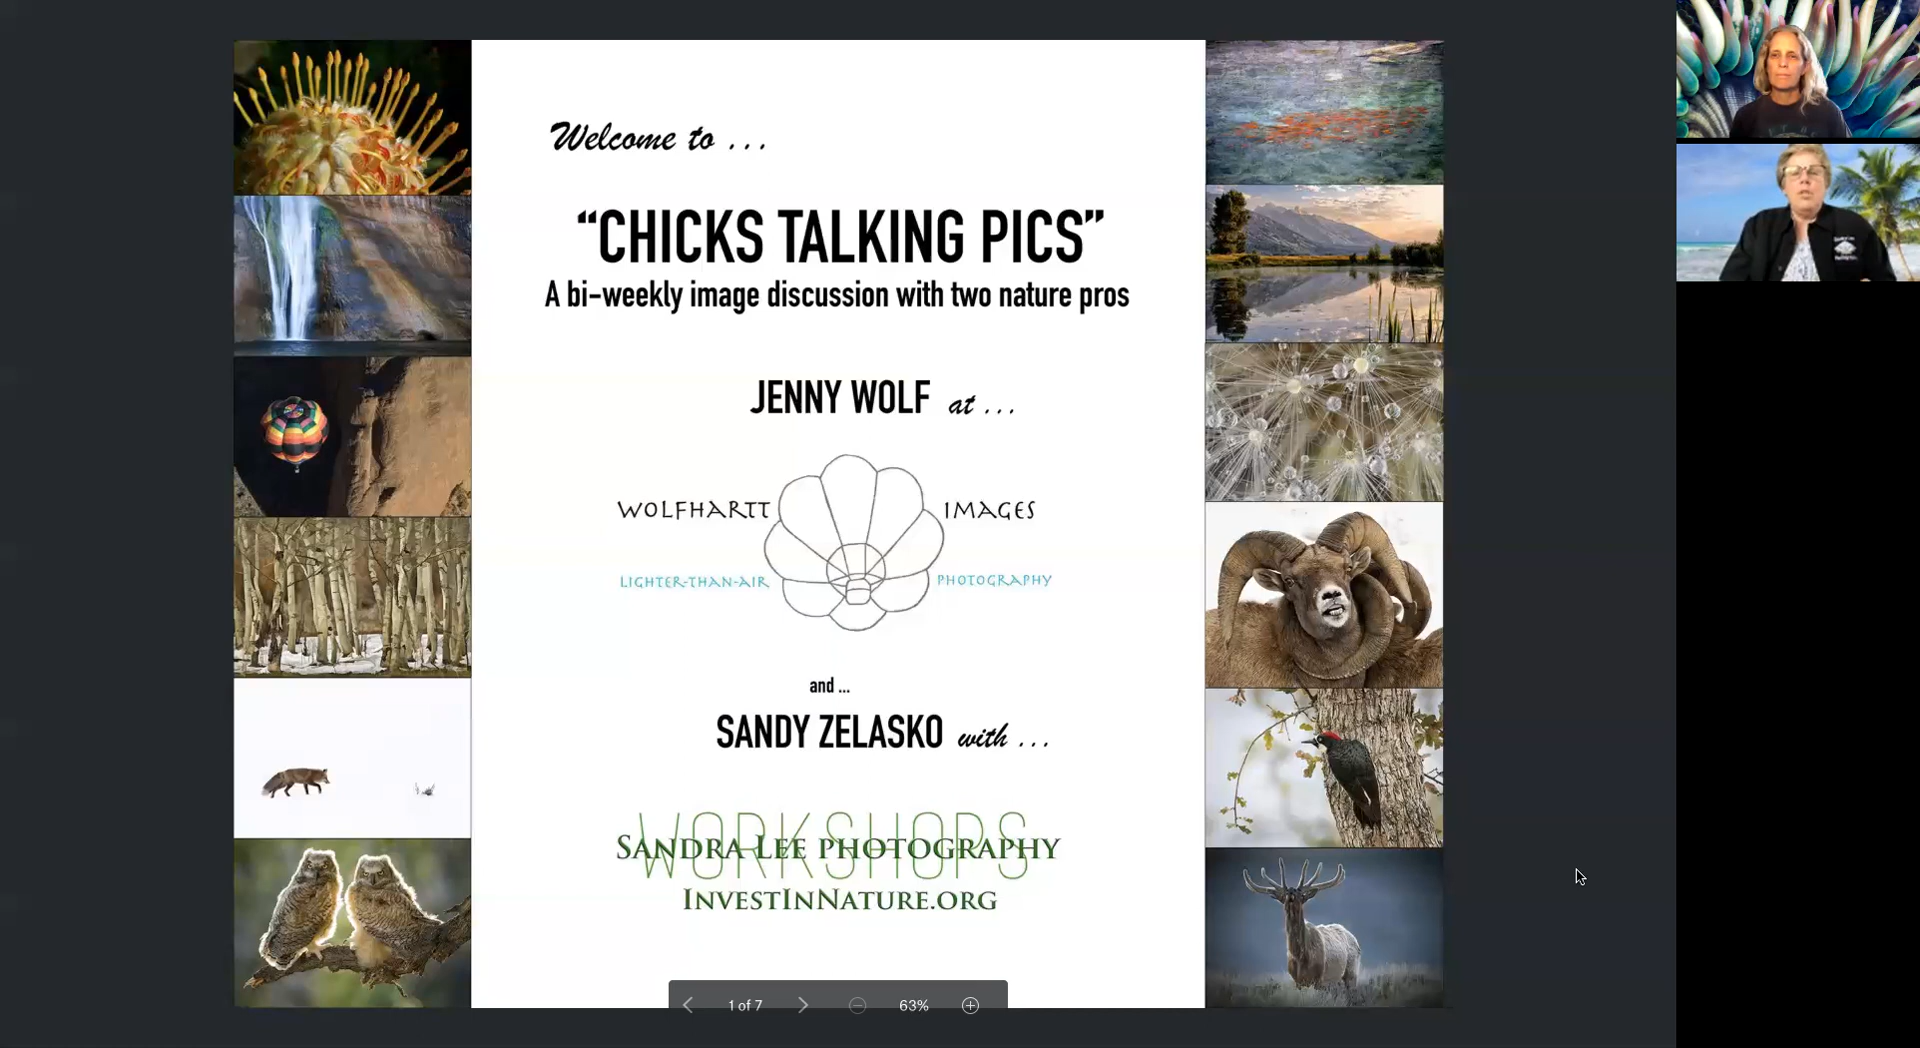 Welcome to ...
“CHICKS TALKING PICS”
A bi-weekly image discussion with two nature pros
JENNY WOLF at ...
WOLFHARTT IMAGES
LIGHTER-THAN-AIR PHOTOGRAPHY
and ...
SANDY ZELASKO with ...
WORKSHOPS
SANDRA LEE PHOTOGRAPHY
INVESTINNATURE.ORG
1 of 7
63%